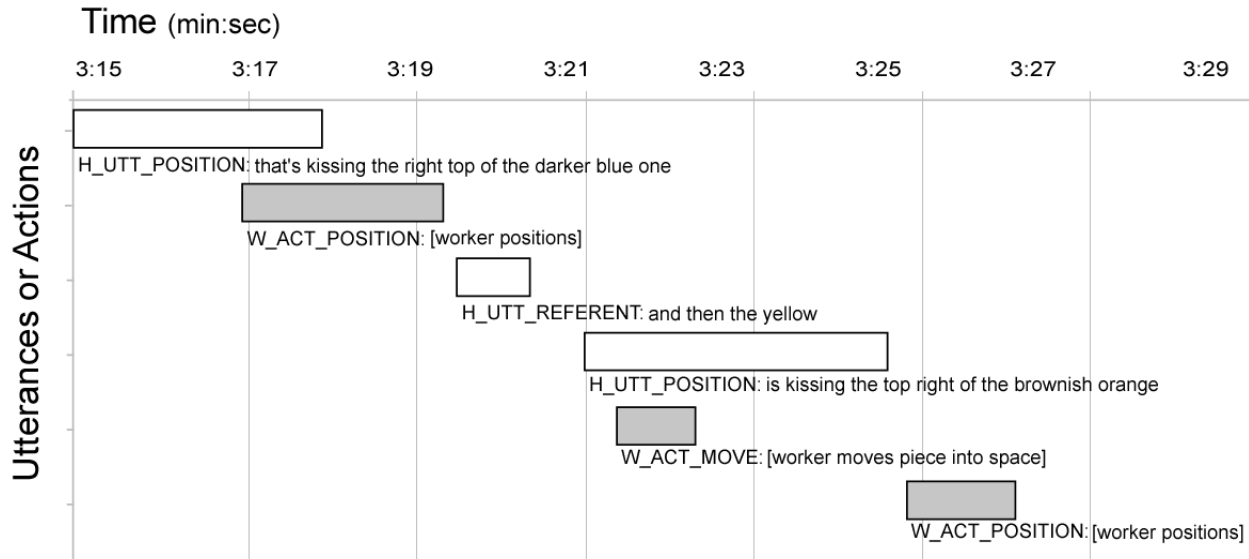 Time (min:sec)
3:15 3:17 3:19 3:21 3:23 3:25 3:27 3:29
Utterances or Actions
H_UTT_POSITION: that's kissing the right top of the darker blue one
W_ACT_POSITION: [worker positions]
H_UTT_REFERENT: and then the yellow
H_UTT_POSITION: is kissing the top right of the brownish orange
W_ACT_MOVE: [worker moves piece into space]
W_ACT_POSITION: [worker positions]